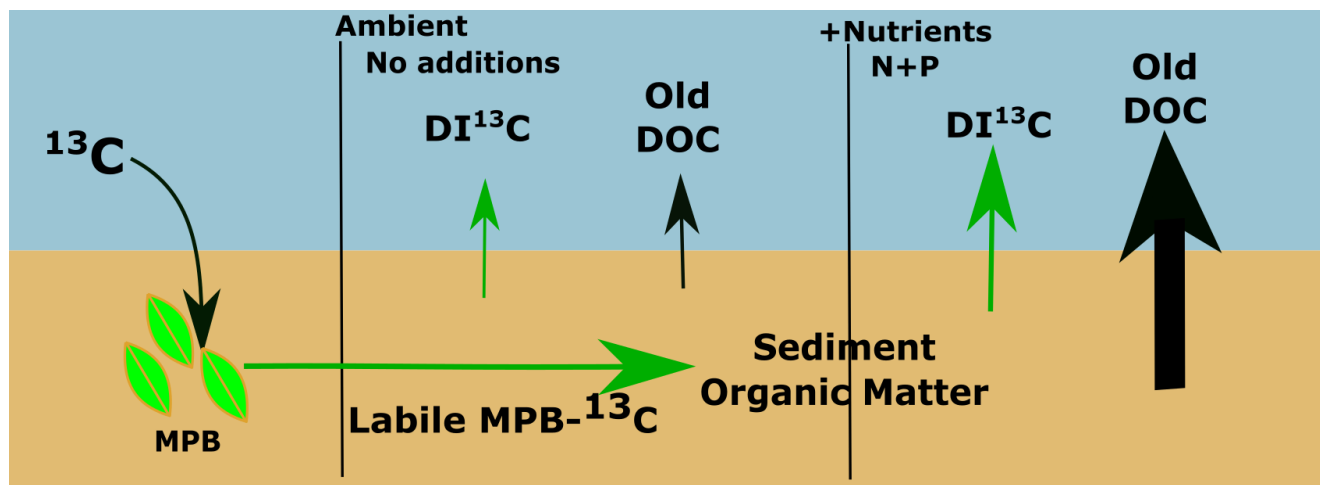 ¹³C
MPB
Ambient
No additions
DI¹³C
Old
DOC
Labile MPB-¹³C
Sediment
Organic Matter
+Nutrients
N+P
DI¹³C
Old
DOC